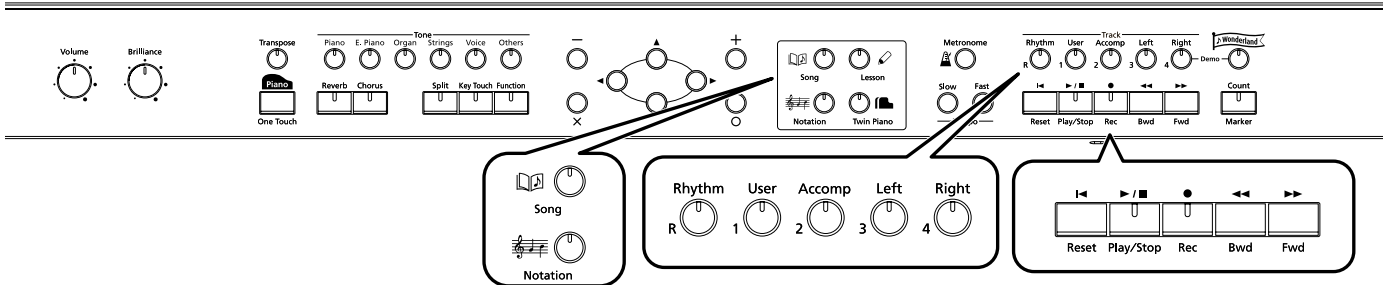 Volume Brilliance
Transpose
Tone
Piano E. Piano Organ Strings Voice Others
Piano
One Touch
Reverb Chorus
Split Key Touch Function
− ▲ +
◀ ▶
× ○
Song Lesson
Notation Twin Piano
Metronome
Slow Fast
Track
Rhythm User Accomp Left Right
R 1 2 3 4
Demo
♪ Wonderland
Reset Play/Stop Rec Bwd Fwd
Count
Marker
Song
Notation
Rhythm User Accomp Left Right
R 1 2 3 4
Reset Play/Stop Rec Bwd Fwd